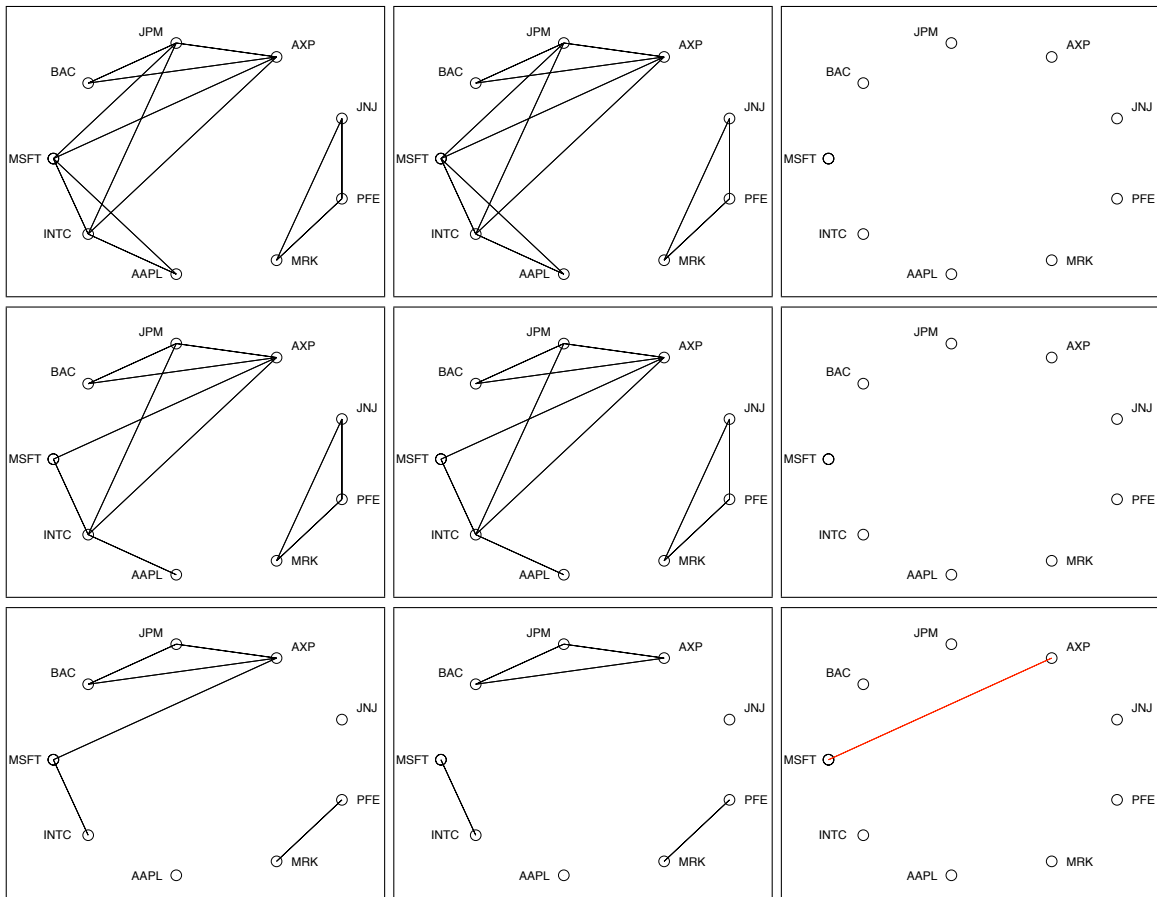 JPM
AXP
BAC
JNJ
MSFT
PFE
INTC
MRK
AAPL
JPM
AXP
BAC
JNJ
MSFT
PFE
INTC
MRK
AAPL
JPM
AXP
BAC
JNJ
MSFT
PFE
INTC
MRK
AAPL
JPM
AXP
BAC
JNJ
MSFT
PFE
INTC
MRK
AAPL
JPM
AXP
BAC
JNJ
MSFT
PFE
INTC
MRK
AAPL
JPM
AXP
BAC
JNJ
MSFT
PFE
INTC
MRK
AAPL
JPM
AXP
BAC
JNJ
MSFT
PFE
INTC
MRK
AAPL
JPM
AXP
BAC
JNJ
MSFT
PFE
INTC
MRK
AAPL
JPM
AXP
BAC
JNJ
MSFT
PFE
INTC
MRK
AAPL